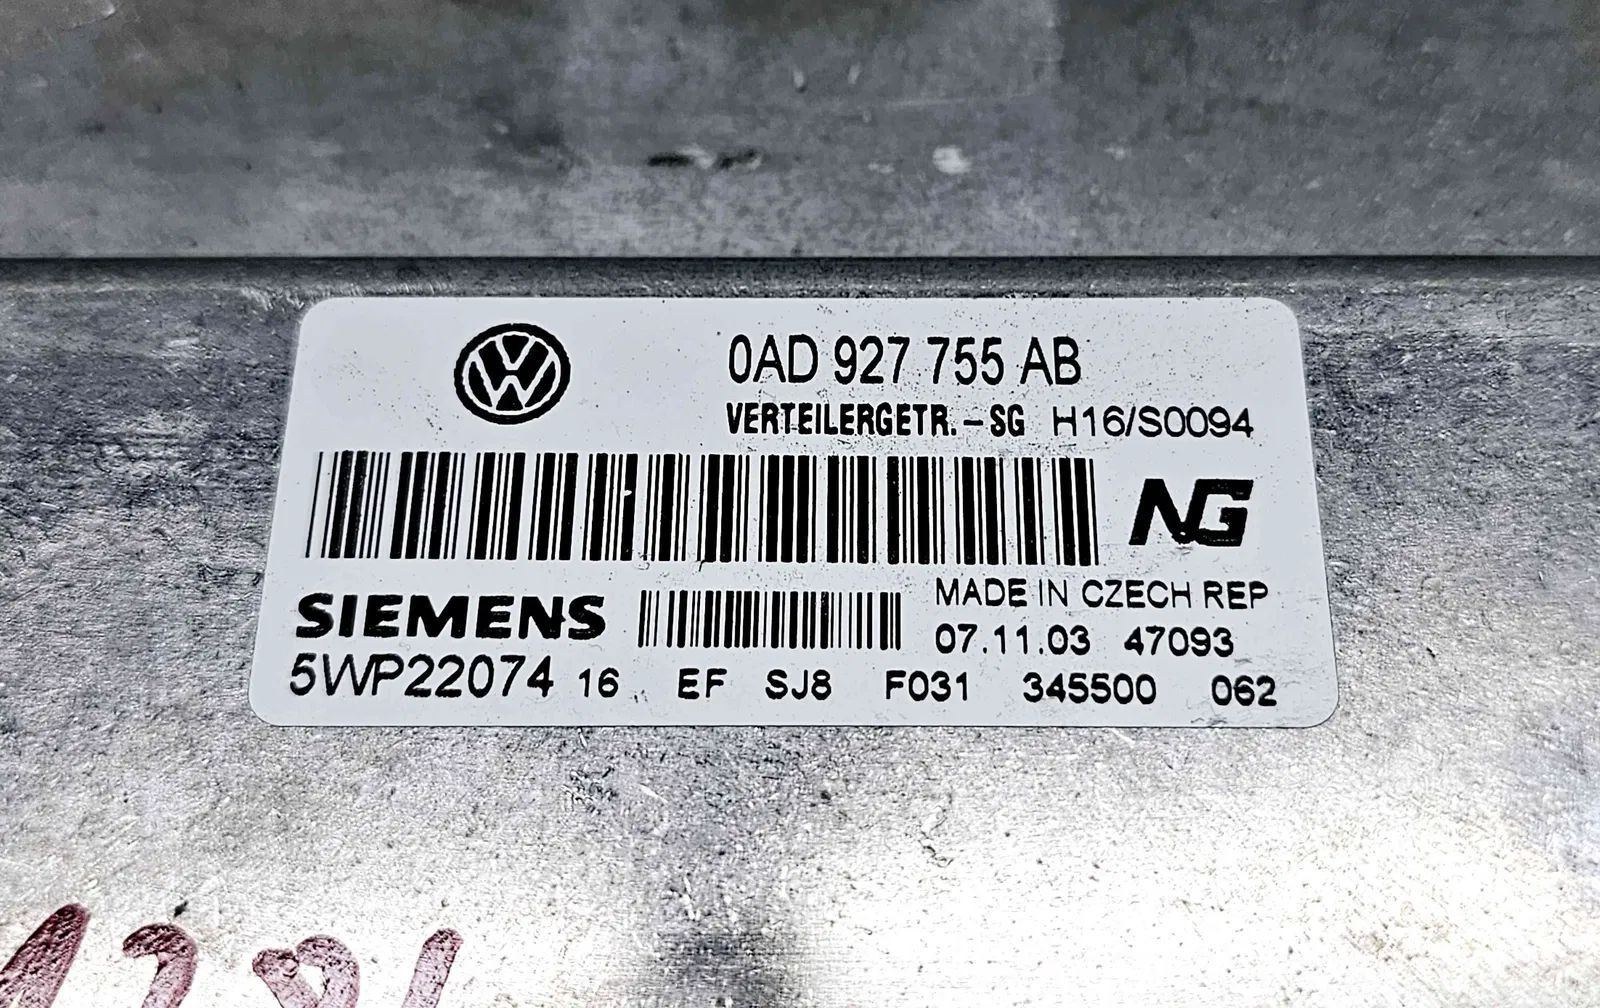 0AD 927 755 AB
VERTEILERGETR.-SG H16/S0094
NG
SIEMENS
MADE IN CZECH REP
07.11.03 47093
5WP22074 16 EF SJ8 F031 345500 062